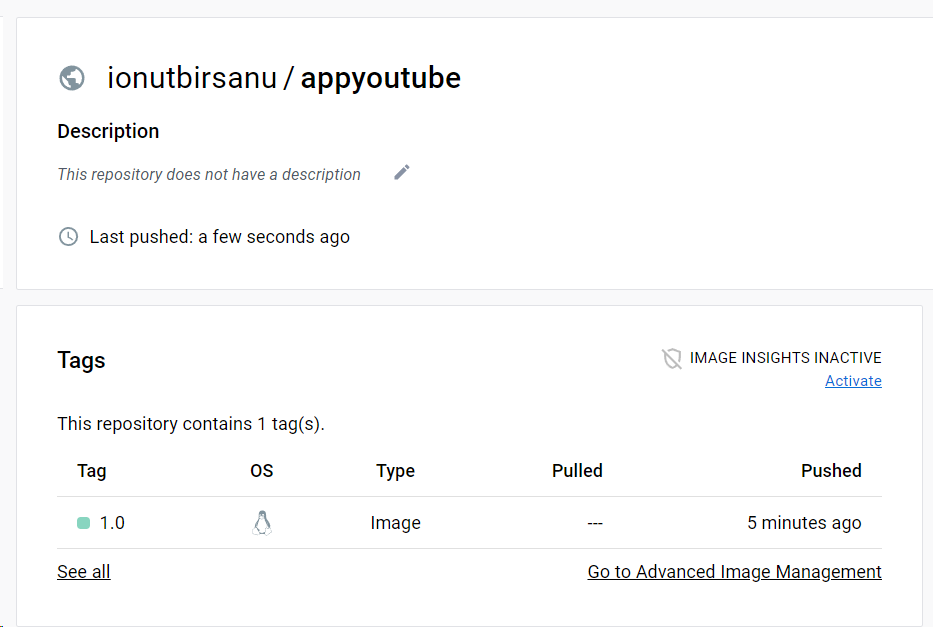 ionutbirsanu / appyoutube
Description
This repository does not have a description
Last pushed: a few seconds ago
Tags
IMAGE INSIGHTS INACTIVE
Activate
This repository contains 1 tag(s).
Tag OS Type Pulled Pushed
1.0 Image --- 5 minutes ago
See all Go to Advanced Image Management